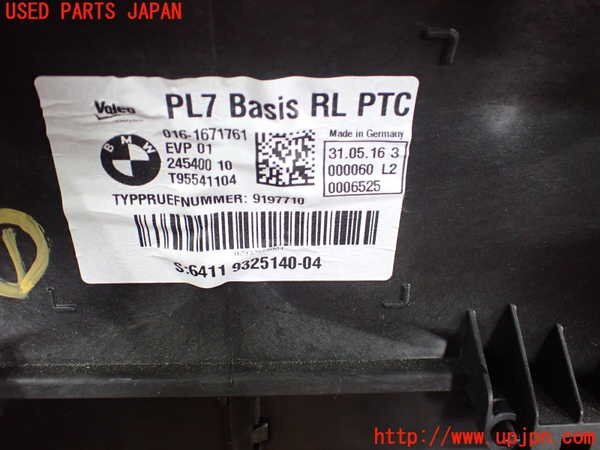 USED PARTS JAPAN
Valeo PL7 Basis RL PTC
016-1671761
EVP 01
245400 10
T95541104
BMW
Made in Germany
31.05.16 3
000060 L2
0006525
TYPPRUEFNUMMER: 9197710
S:6411 9325140-04
http://www.upjpn.com